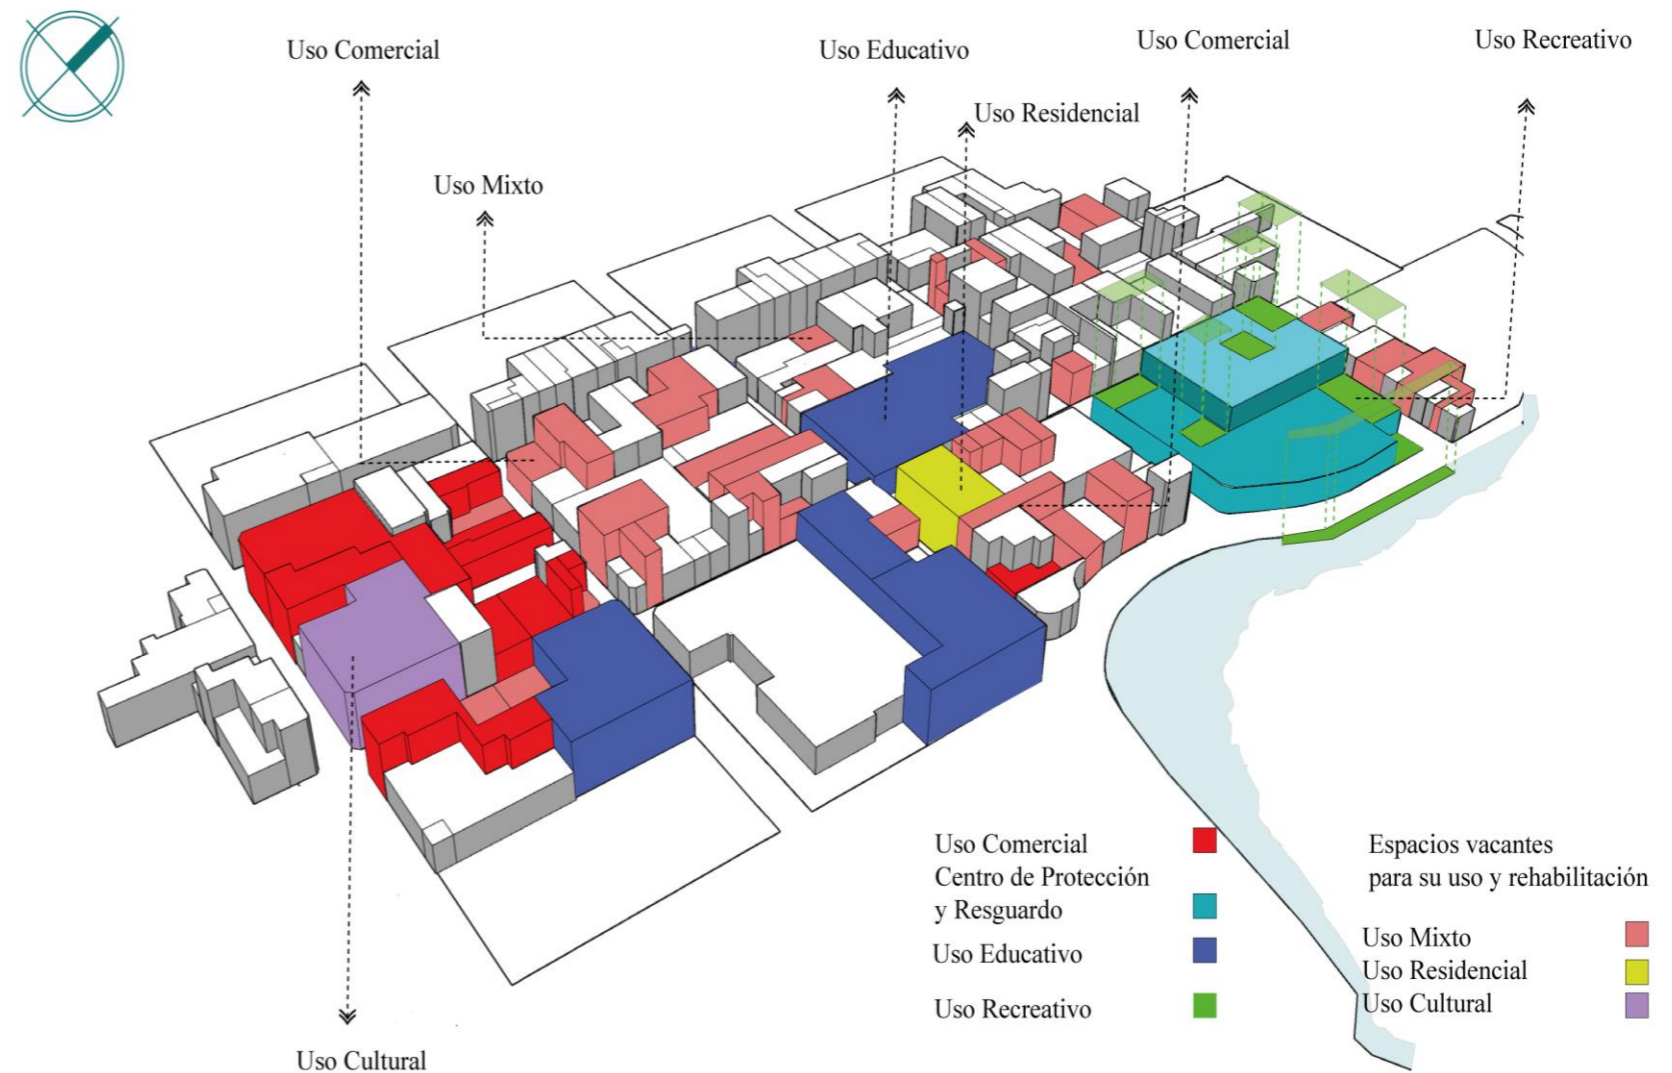 Uso Comercial
Uso Educativo
Uso Comercial
Uso Recreativo
Uso Residencial
Uso Mixto
Uso Cultural
Uso Comercial
Centro de Protección
y Resguardo
Uso Educativo
Uso Recreativo
Espacios vacantes
para su uso y rehabilitación
Uso Mixto
Uso Residencial
Uso Cultural